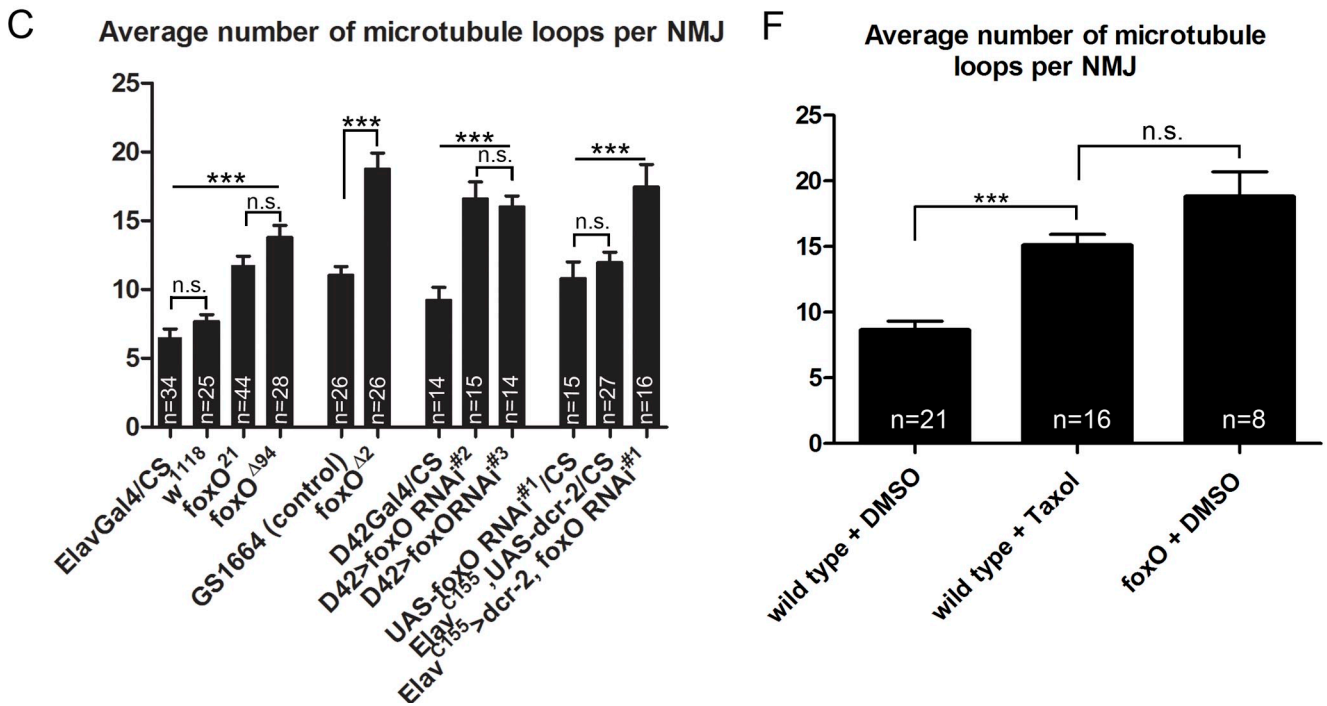 C
Average number of microtubule loops per NMJ
25
20
15
10
5
0
***
n.s.
n.s.
***
***
n.s.
***
n.s.
n=34
n=25
n=44
n=28
n=26
n=26
n=14
n=15
n=14
n=15
n=27
n=16
ElavGal4/CS
w1118
foxO21
foxOΔ94
GS1664 (control)
foxOΔ2
D42Gal4/CS
D42>foxO RNAi#2
D42>foxORNAi#3
UAS-foxO RNAi#1/CS
ElavC155,UAS-dcr-2/CS
ElavC155>dcr-2, foxO RNAi#1
F
Average number of microtubule
loops per NMJ
25
20
15
10
5
0
***
n.s.
n=21
n=16
n=8
wild type + DMSO
wild type + Taxol
foxO + DMSO